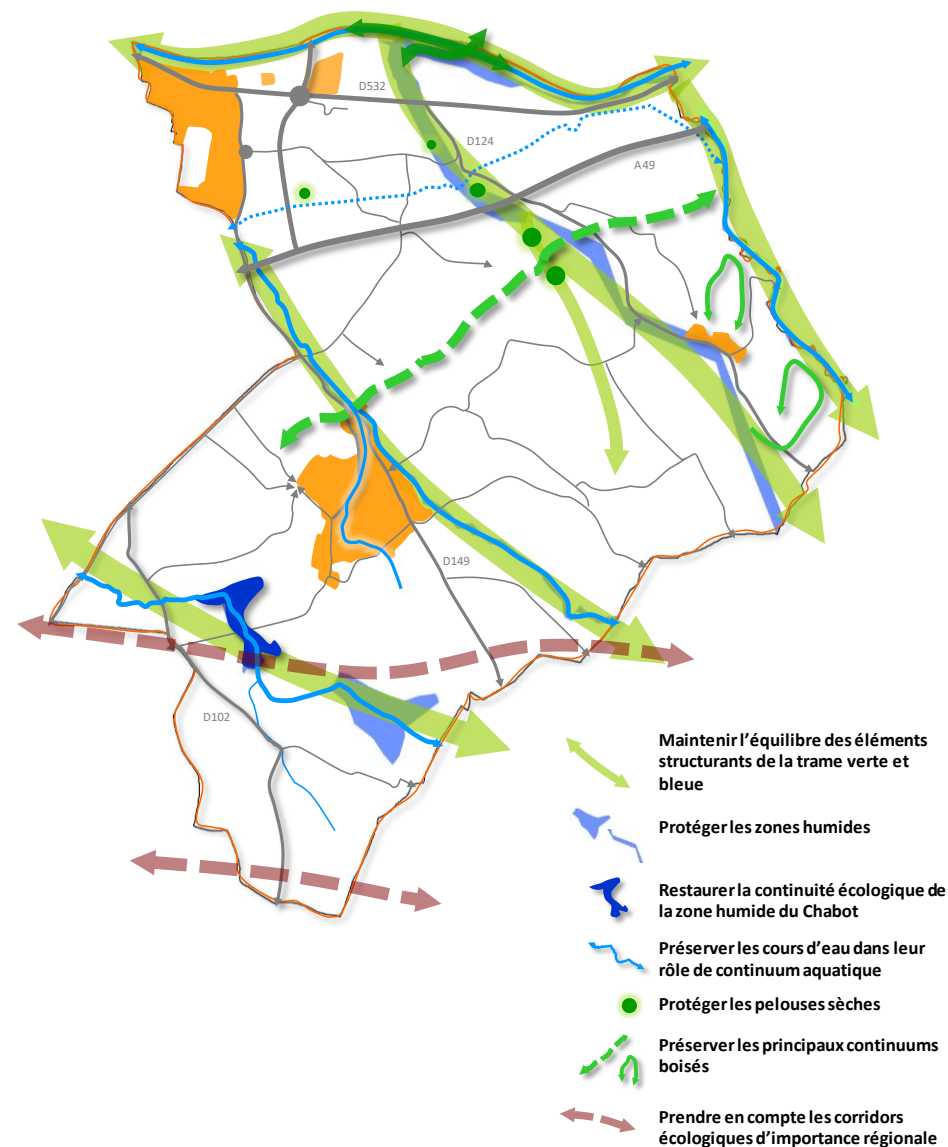 D532
D124
A49
D149
D102
Maintenir l’équilibre des éléments
structurants de la trame verte et
bleue
Protéger les zones humides
Restaurer la continuité écologique de
la zone humide du Chabot
Préserver les cours d’eau dans leur
rôle de continuum aquatique
Protéger les pelouses sèches
Préserver les principaux continuums
boisés
Prendre en compte les corridors
écologiques d’importance régionale